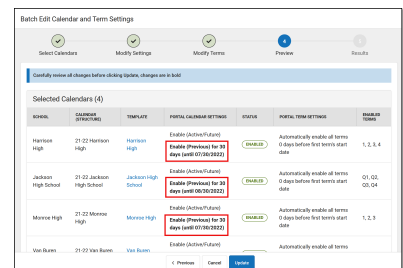 Batch Edit Calendar and Term Settings
Select Calendars
Modify Settings
Modify Terms
4
Preview
Results
Carefully review all changes before clicking Update, changes are in bold
Selected Calendars (4)
SCHOOL
CALENDAR (STRUCTURE)
TEMPLATE
PORTAL CALENDAR SETTINGS
STATUS
PORTAL TERM SETTINGS
ENABLED TERMS
Harrison High
21-22 Harrison High
Harrison High
Enable (Active/Future)
Enable (Previous) for 30 days (until 07/30/2022)
ENABLED
Automatically enable all terms 0 days before first term's start date
1, 2, 3, 4
Jackson High School
21-22 Jackson High School
Jackson High School
Enable (Active/Future)
Enable (Previous) for 30 days (until 08/30/2022)
ENABLED
Automatically enable all terms 0 days before first term's start date
Q1, Q2, Q3, Q4
Monroe High
21-22 Monroe High
Monroe High
Enable (Active/Future)
Enable (Previous) for 30 days (until 07/30/2022)
ENABLED
Automatically enable all terms 0 days before first term's start date
1, 2, 3
Van Buren
21-22 Van Buren
Van Buren
Enable (Active/Future)
Automatically enable all terms
Previous
Cancel
Update